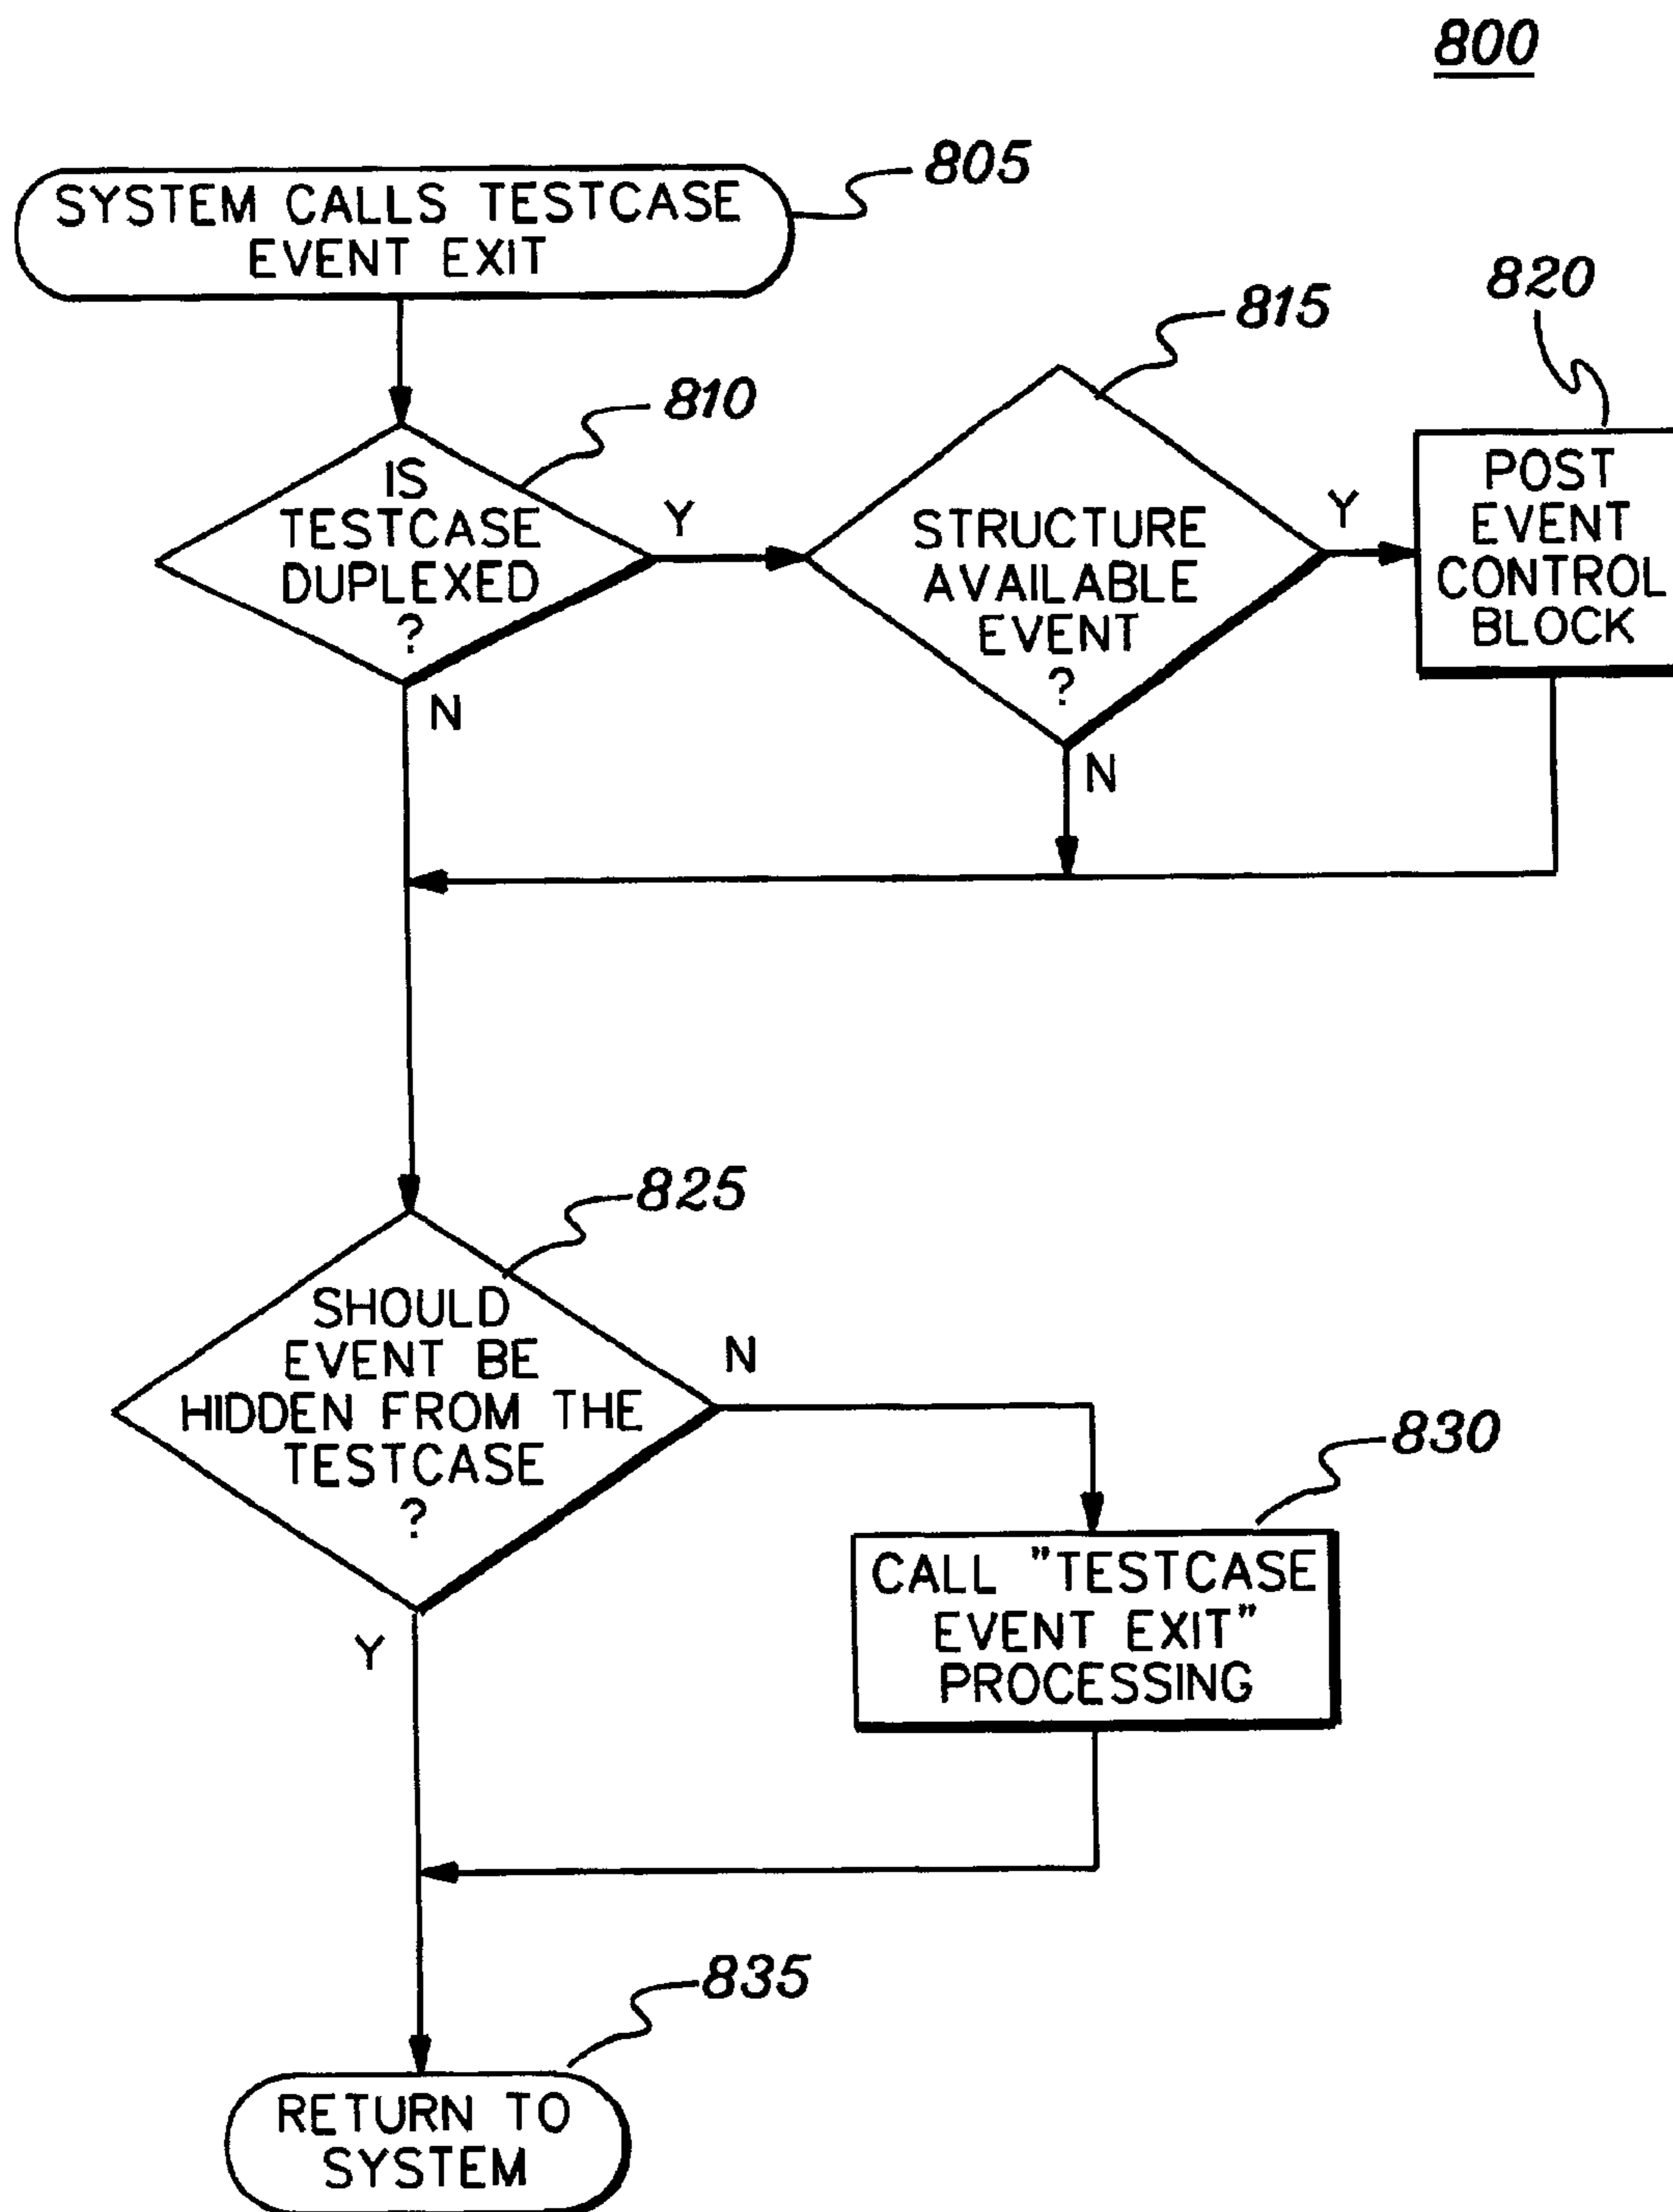 800
805
SYSTEM CALLS TESTCASE
EVENT EXIT
810
IS
TESTCASE
DUPLEXED
?
Y
N
815
STRUCTURE
AVAILABLE
EVENT
?
Y
N
820
POST
EVENT
CONTROL
BLOCK
825
SHOULD
EVENT BE
HIDDEN FROM THE
TESTCASE
?
N
Y
830
CALL "TESTCASE
EVENT EXIT"
PROCESSING
835
RETURN TO
SYSTEM